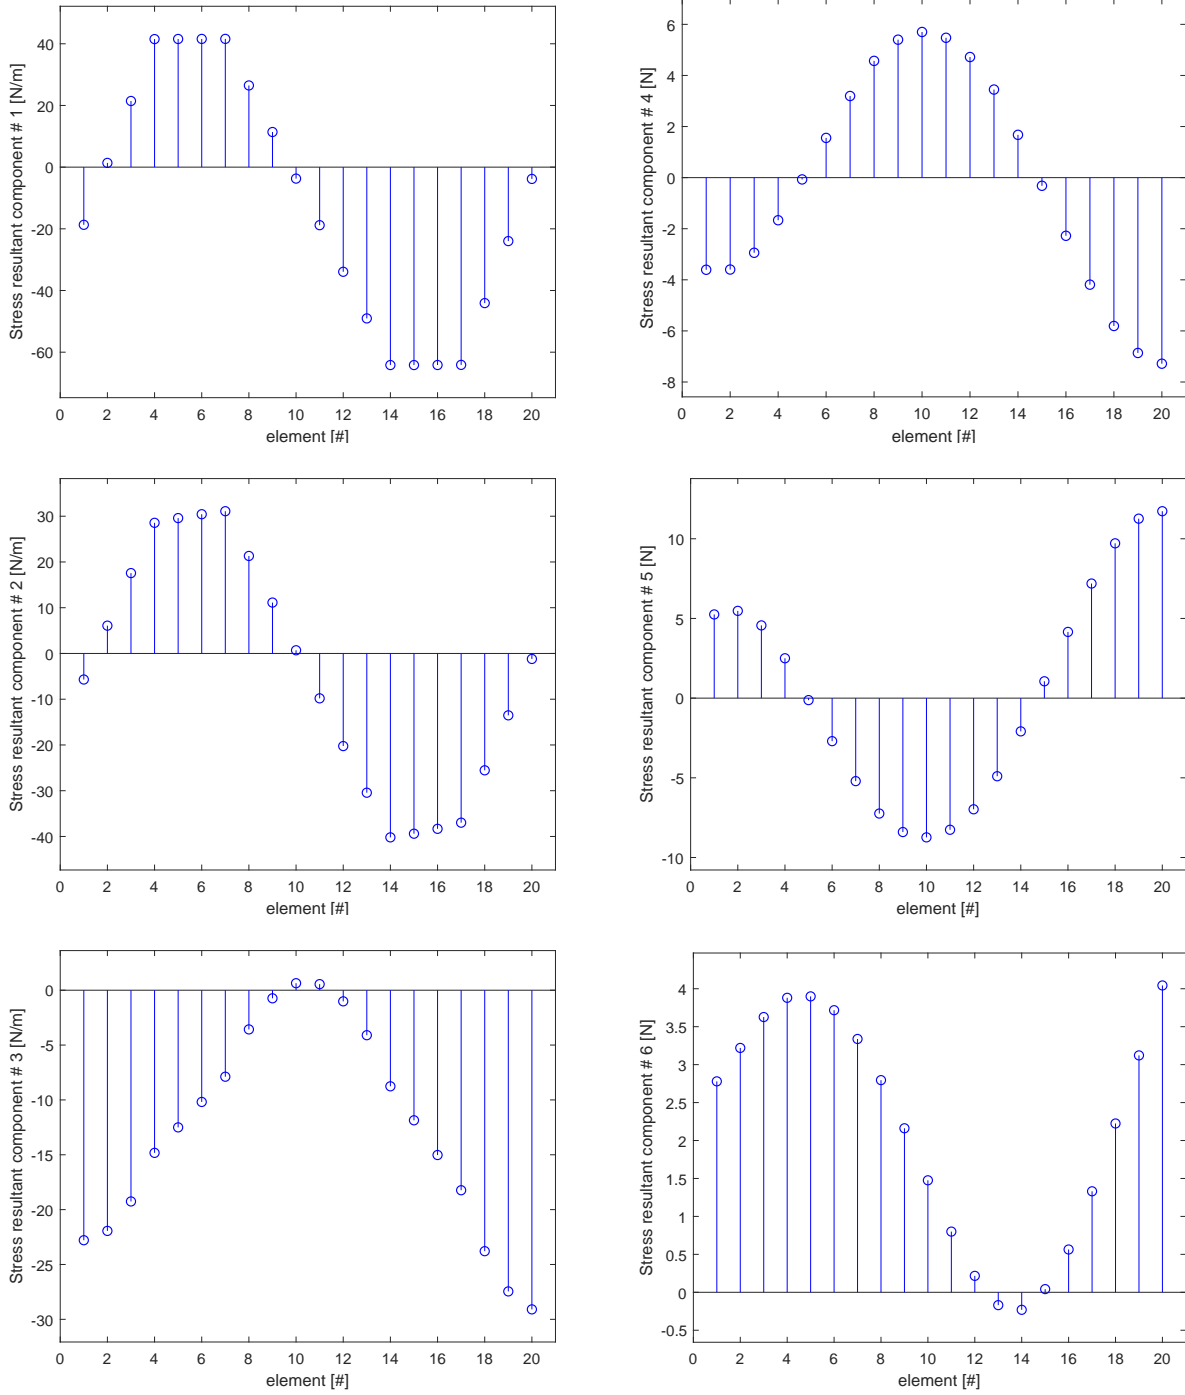 Stress resultant component # 1 [N/m]
40
20
0
-20
-40
-60
0 2 4 6 8 10 12 14 16 18 20
element [#]
Stress resultant component # 4 [N]
6
4
2
0
-2
-4
-6
-8
0 2 4 6 8 10 12 14 16 18 20
element [#]
Stress resultant component # 2 [N/m]
30
20
10
0
-10
-20
-30
-40
0 2 4 6 8 10 12 14 16 18 20
element [#]
Stress resultant component # 5 [N]
10
5
0
-5
-10
0 2 4 6 8 10 12 14 16 18 20
element [#]
Stress resultant component # 3 [N/m]
0
-5
-10
-15
-20
-25
-30
0 2 4 6 8 10 12 14 16 18 20
element [#]
Stress resultant component # 6 [N]
4
3.5
3
2.5
2
1.5
1
0.5
0
-0.5
0 2 4 6 8 10 12 14 16 18 20
element [#]